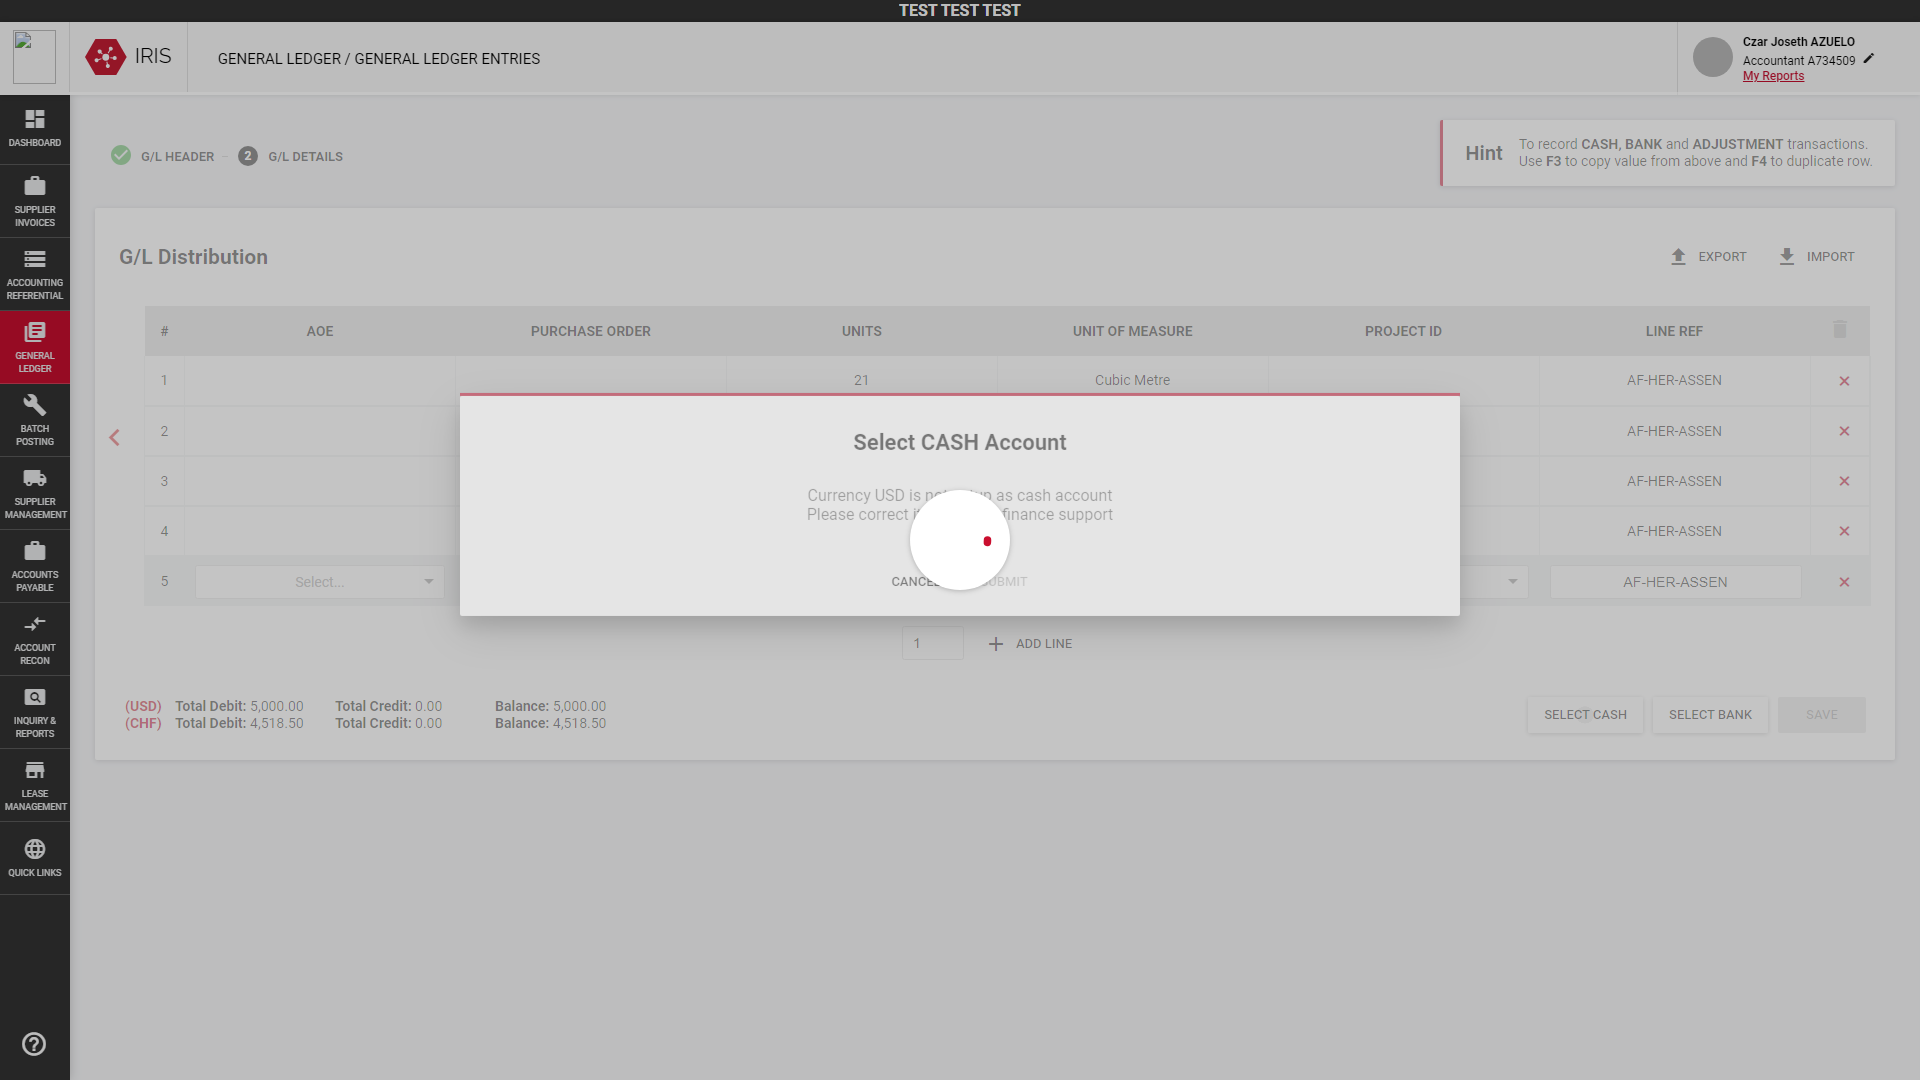 TEST TEST TEST
IRIS
GENERAL LEDGER / GENERAL LEDGER ENTRIES
Czar Joseth AZUELO
Accountant A734509
My Reports
DASHBOARD
SUPPLIER
INVOICES
ACCOUNTING
REFERENTIAL
GENERAL
LEDGER
BATCH
POSTING
SUPPLIER
MANAGEMENT
ACCOUNTS
PAYABLE
ACCOUNT
RECON
INQUIRY &
REPORTS
LEASE
MANAGEMENT
QUICK LINKS
G/L HEADER
2 G/L DETAILS
Hint
To record CASH, BANK and ADJUSTMENT transactions.
Use F3 to copy value from above and F4 to duplicate row.
G/L Distribution
EXPORT IMPORT
# AOE PURCHASE ORDER UNITS UNIT OF MEASURE PROJECT ID LINE REF
1 21 Cubic Metre AF-HER-ASSEN
2 AF-HER-ASSEN
3 AF-HER-ASSEN
4 AF-HER-ASSEN
5 Select... AF-HER-ASSEN
Select CASH Account
Currency USD is as cash account
Please correct finance support
1 ADD LINE
(USD) Total Debit: 5,000.00 Total Credit: 0.00 Balance: 5,000.00
(CHF) Total Debit: 4,518.50 Total Credit: 0.00 Balance: 4,518.50
SELECT CASH SELECT BANK SAVE